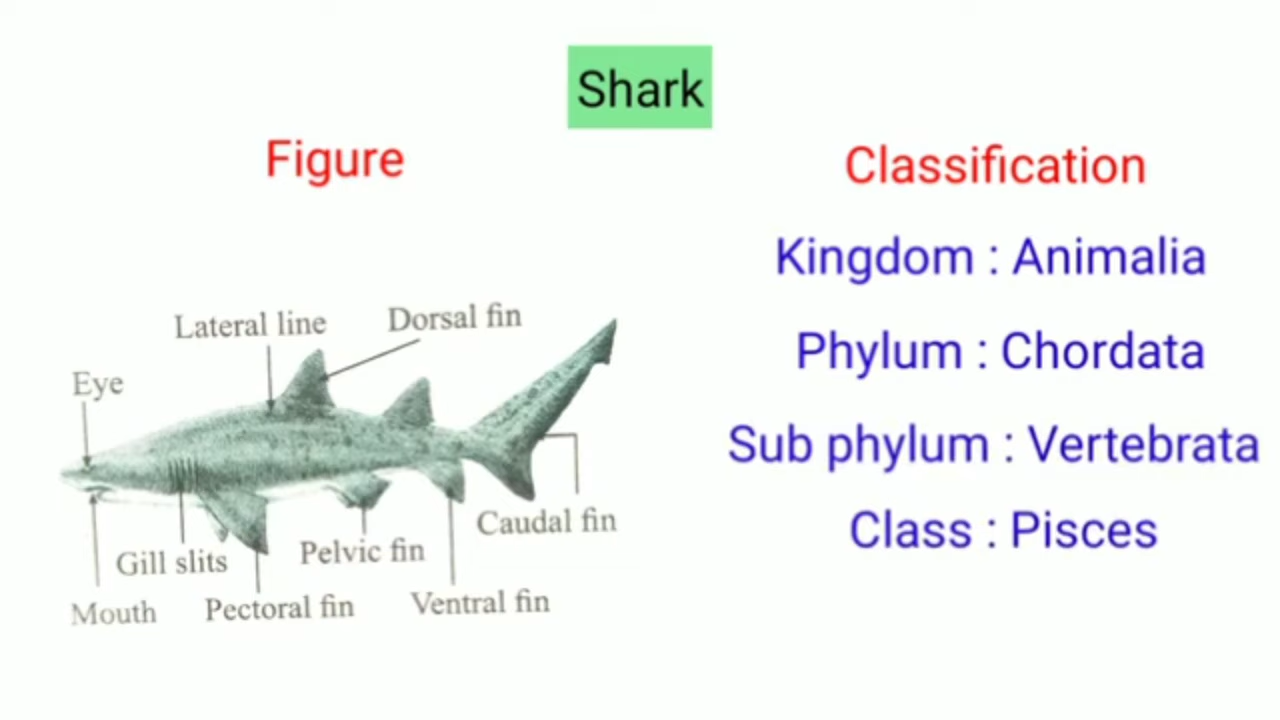 Shark
Figure
Classification
Kingdom : Animalia
Phylum : Chordata
Sub phylum : Vertebrata
Class : Pisces
Lateral line
Dorsal fin
Eye
Caudal fin
Gill slits
Pelvic fin
Mouth
Pectoral fin
Ventral fin